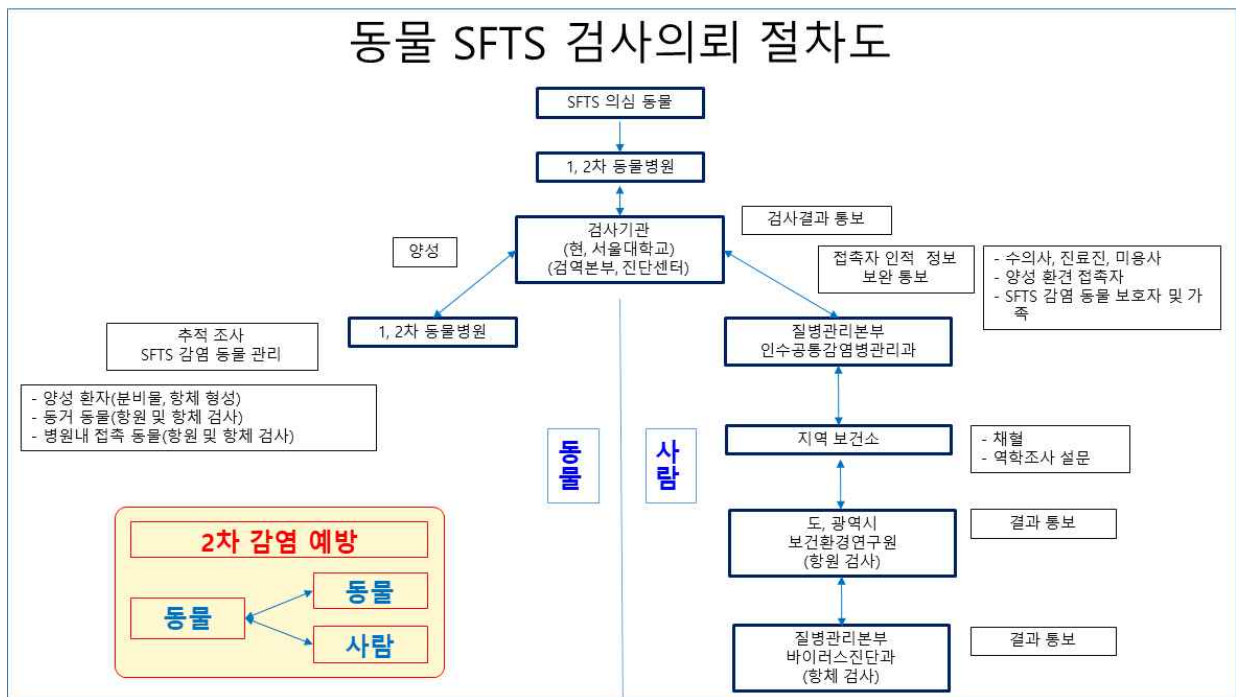 동물 SFTS 검사의뢰 절차도
SFTS 의심 동물
1, 2차 동물병원
검사기관
(현, 서울대학교)
(검역본부, 진단센터)
검사결과 통보
양성
접촉자 인적 정보
보완 통보
- 수의사, 진료진, 미용사
- 양성 환견 접촉자
- SFTS 감염 동물 보호자 및 가
족
추적 조사
SFTS 감염 동물 관리
1, 2차 동물병원
질병관리본부
인수공통감염병관리과
- 양성 환자(분비물, 항체 형성)
- 동거 동물(항원 및 항체 검사)
- 병원내 접촉 동물(항원 및 항체 검사)
동물
사람
지역 보건소
- 채혈
- 역학조사 설문
도, 광역시
보건환경연구원
(항원 검사)
결과 통보
2차 감염 예방
동물
동물
사람
질병관리본부
바이러스진단과
(항체 검사)
결과 통보